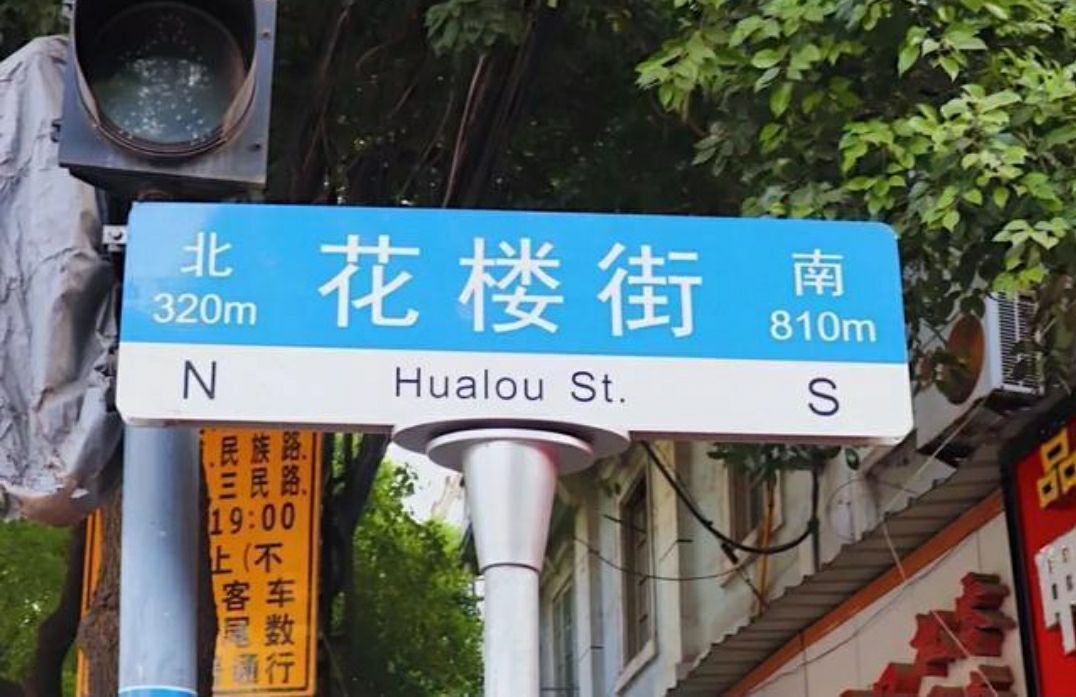 北 花楼街 南
320m 810m
N Hualou St. S
民族路、
三民路、
19:00
上(不
客车
尾数
通行
品